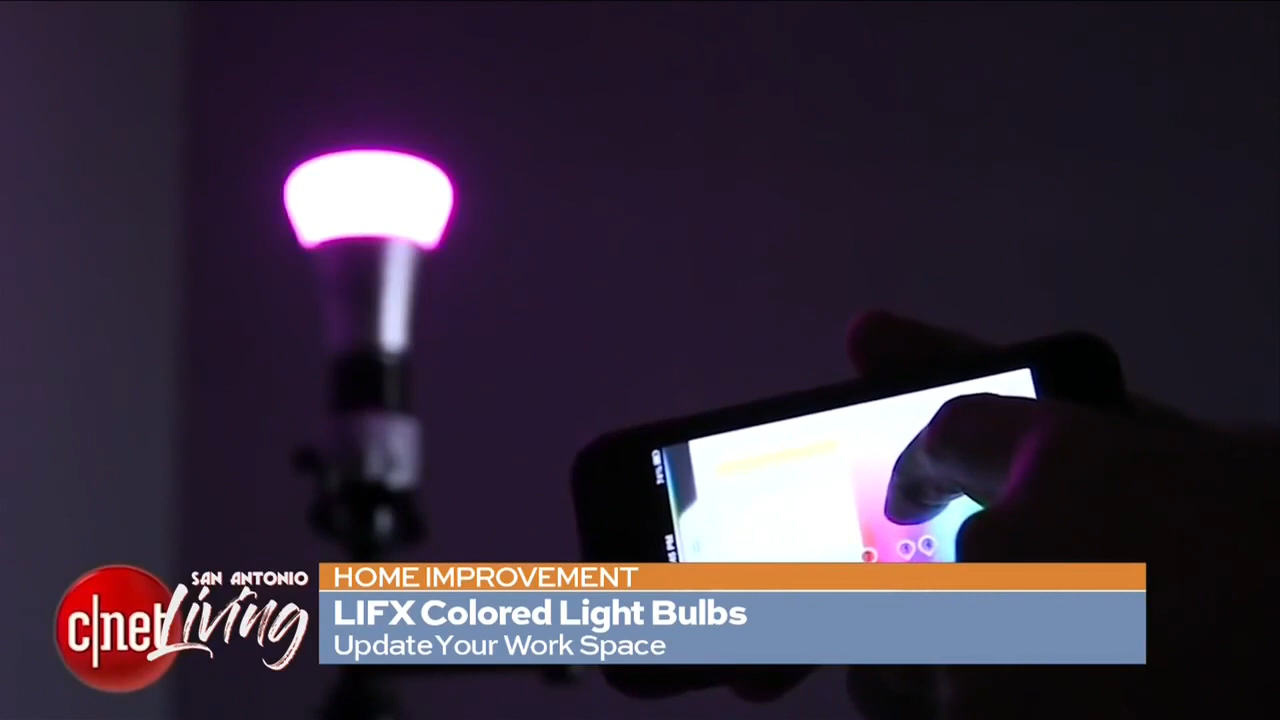 HOME IMPROVEMENT
LIFX Colored Light Bulbs
Update Your Work Space
c|net
SAN ANTONIO
Living